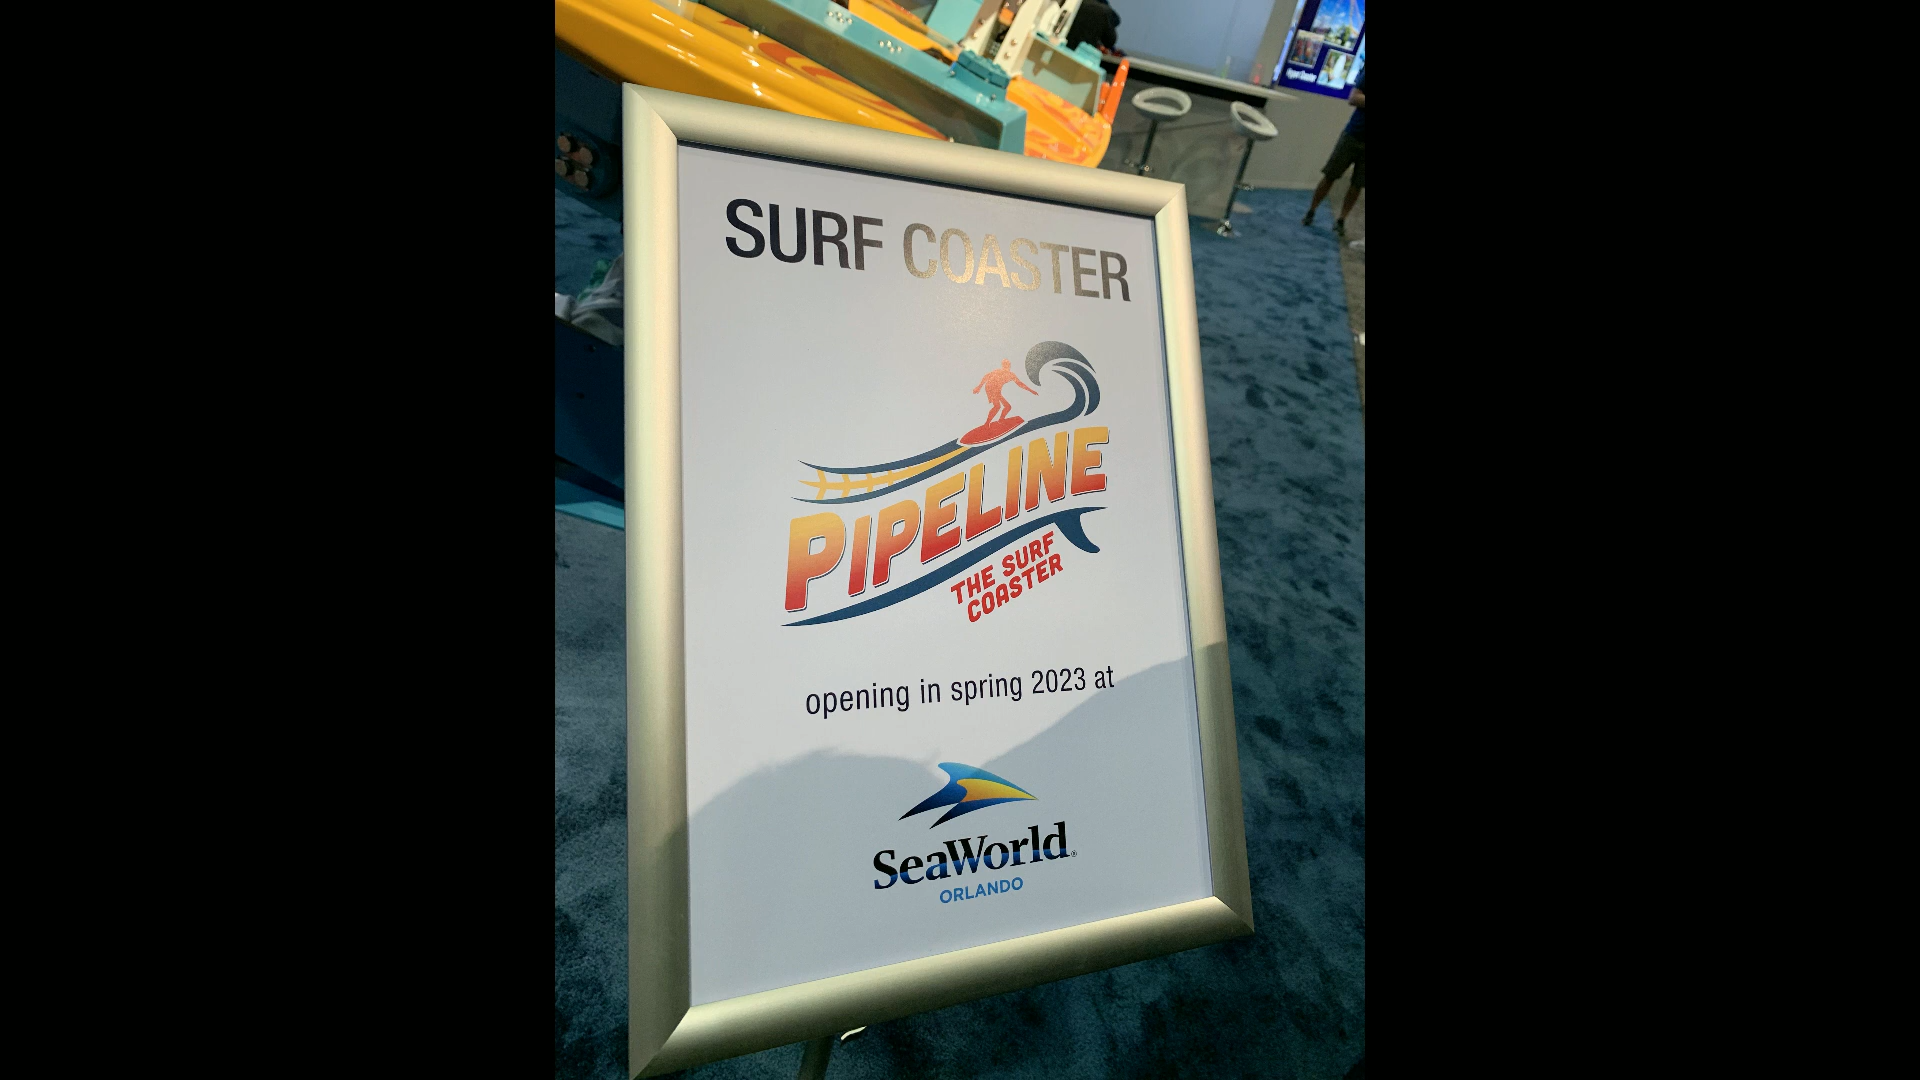 SURF COASTER
PIPELINE
THE SURF
COASTER
opening in spring 2023 at
SeaWorld®
ORLANDO